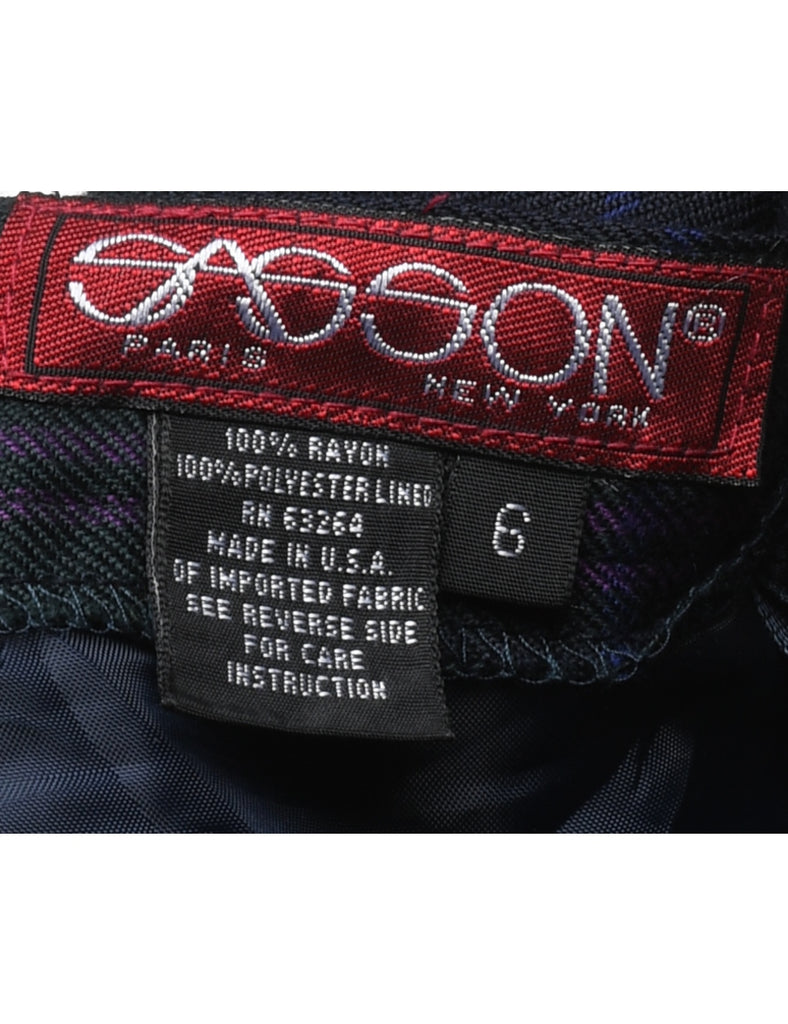 SASSON®
PARIS
NEW YORK
100% RAYON
100% POLYESTER LINED
RN 63264
MADE IN U.S.A.
OF IMPORTED FABRIC
SEE REVERSE SIDE
FOR CARE
INSTRUCTION
6